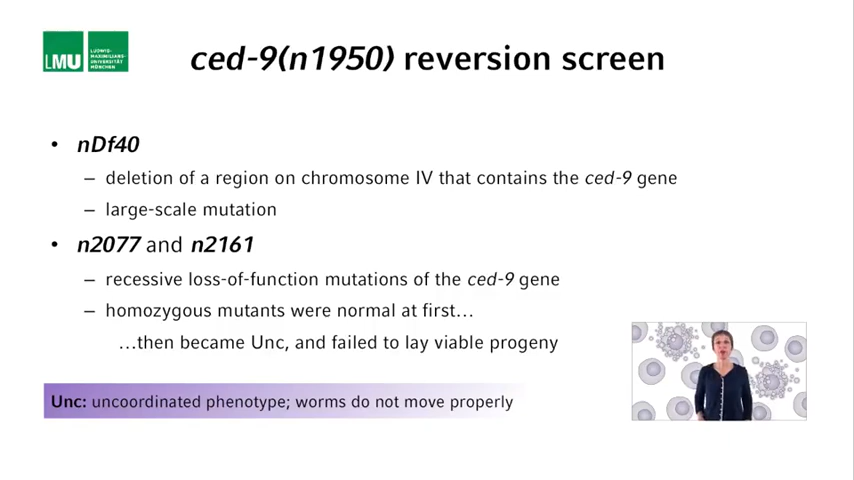 LMU
LUDWIG-
MAXIMILIANS-
UNIVERSITÄT
MÜNCHEN
ced-9(n1950) reversion screen
• nDf40
– deletion of a region on chromosome IV that contains the ced-9 gene
– large-scale mutation
• n2077 and n2161
– recessive loss-of-function mutations of the ced-9 gene
– homozygous mutants were normal at first...
...then became Unc, and failed to lay viable progeny
Unc: uncoordinated phenotype; worms do not move properly